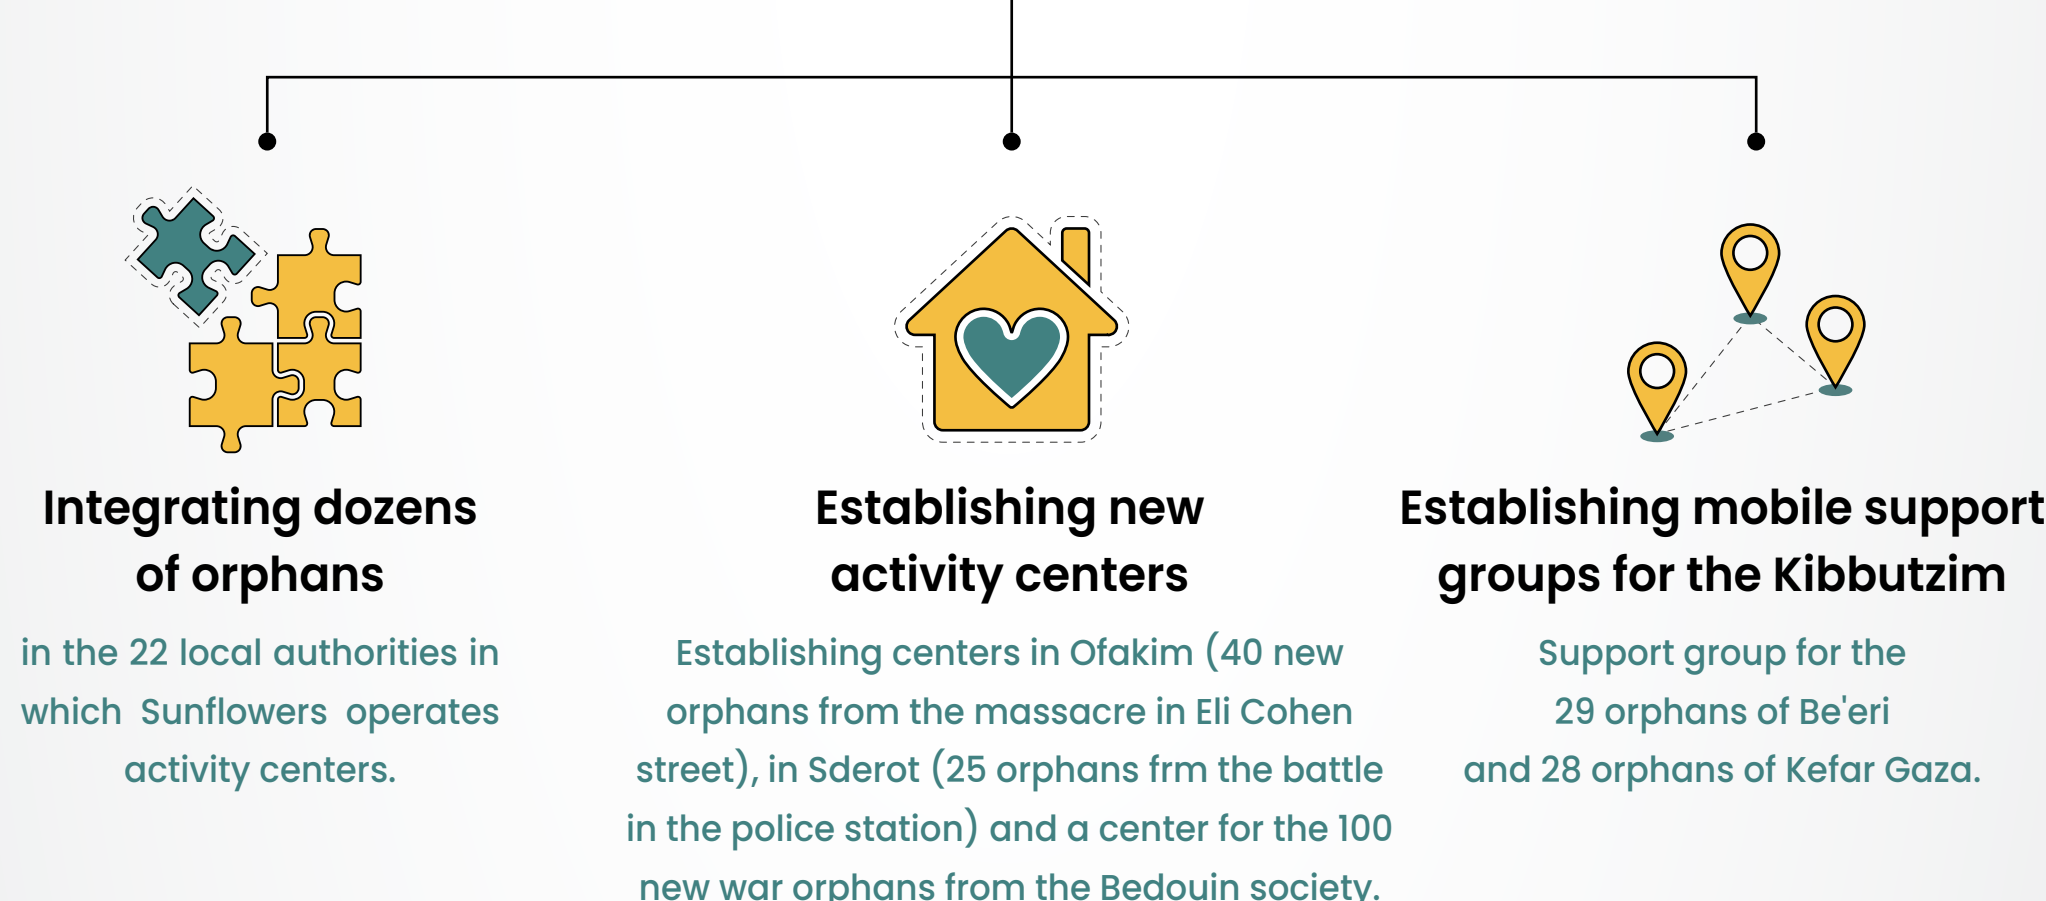 Integrating dozens
of orphans
in the 22 local authorities in
which Sunflowers operates
activity centers.
Establishing new
activity centers
Establishing centers in Ofakim (40 new
orphans from the massacre in Eli Cohen
street), in Sderot (25 orphans frm the battle
in the police station) and a center for the 100
new war orphans from the Bedouin society.
Establishing mobile support
groups for the Kibbutzim
Support group for the
29 orphans of Be'eri
and 28 orphans of Kefar Gaza.